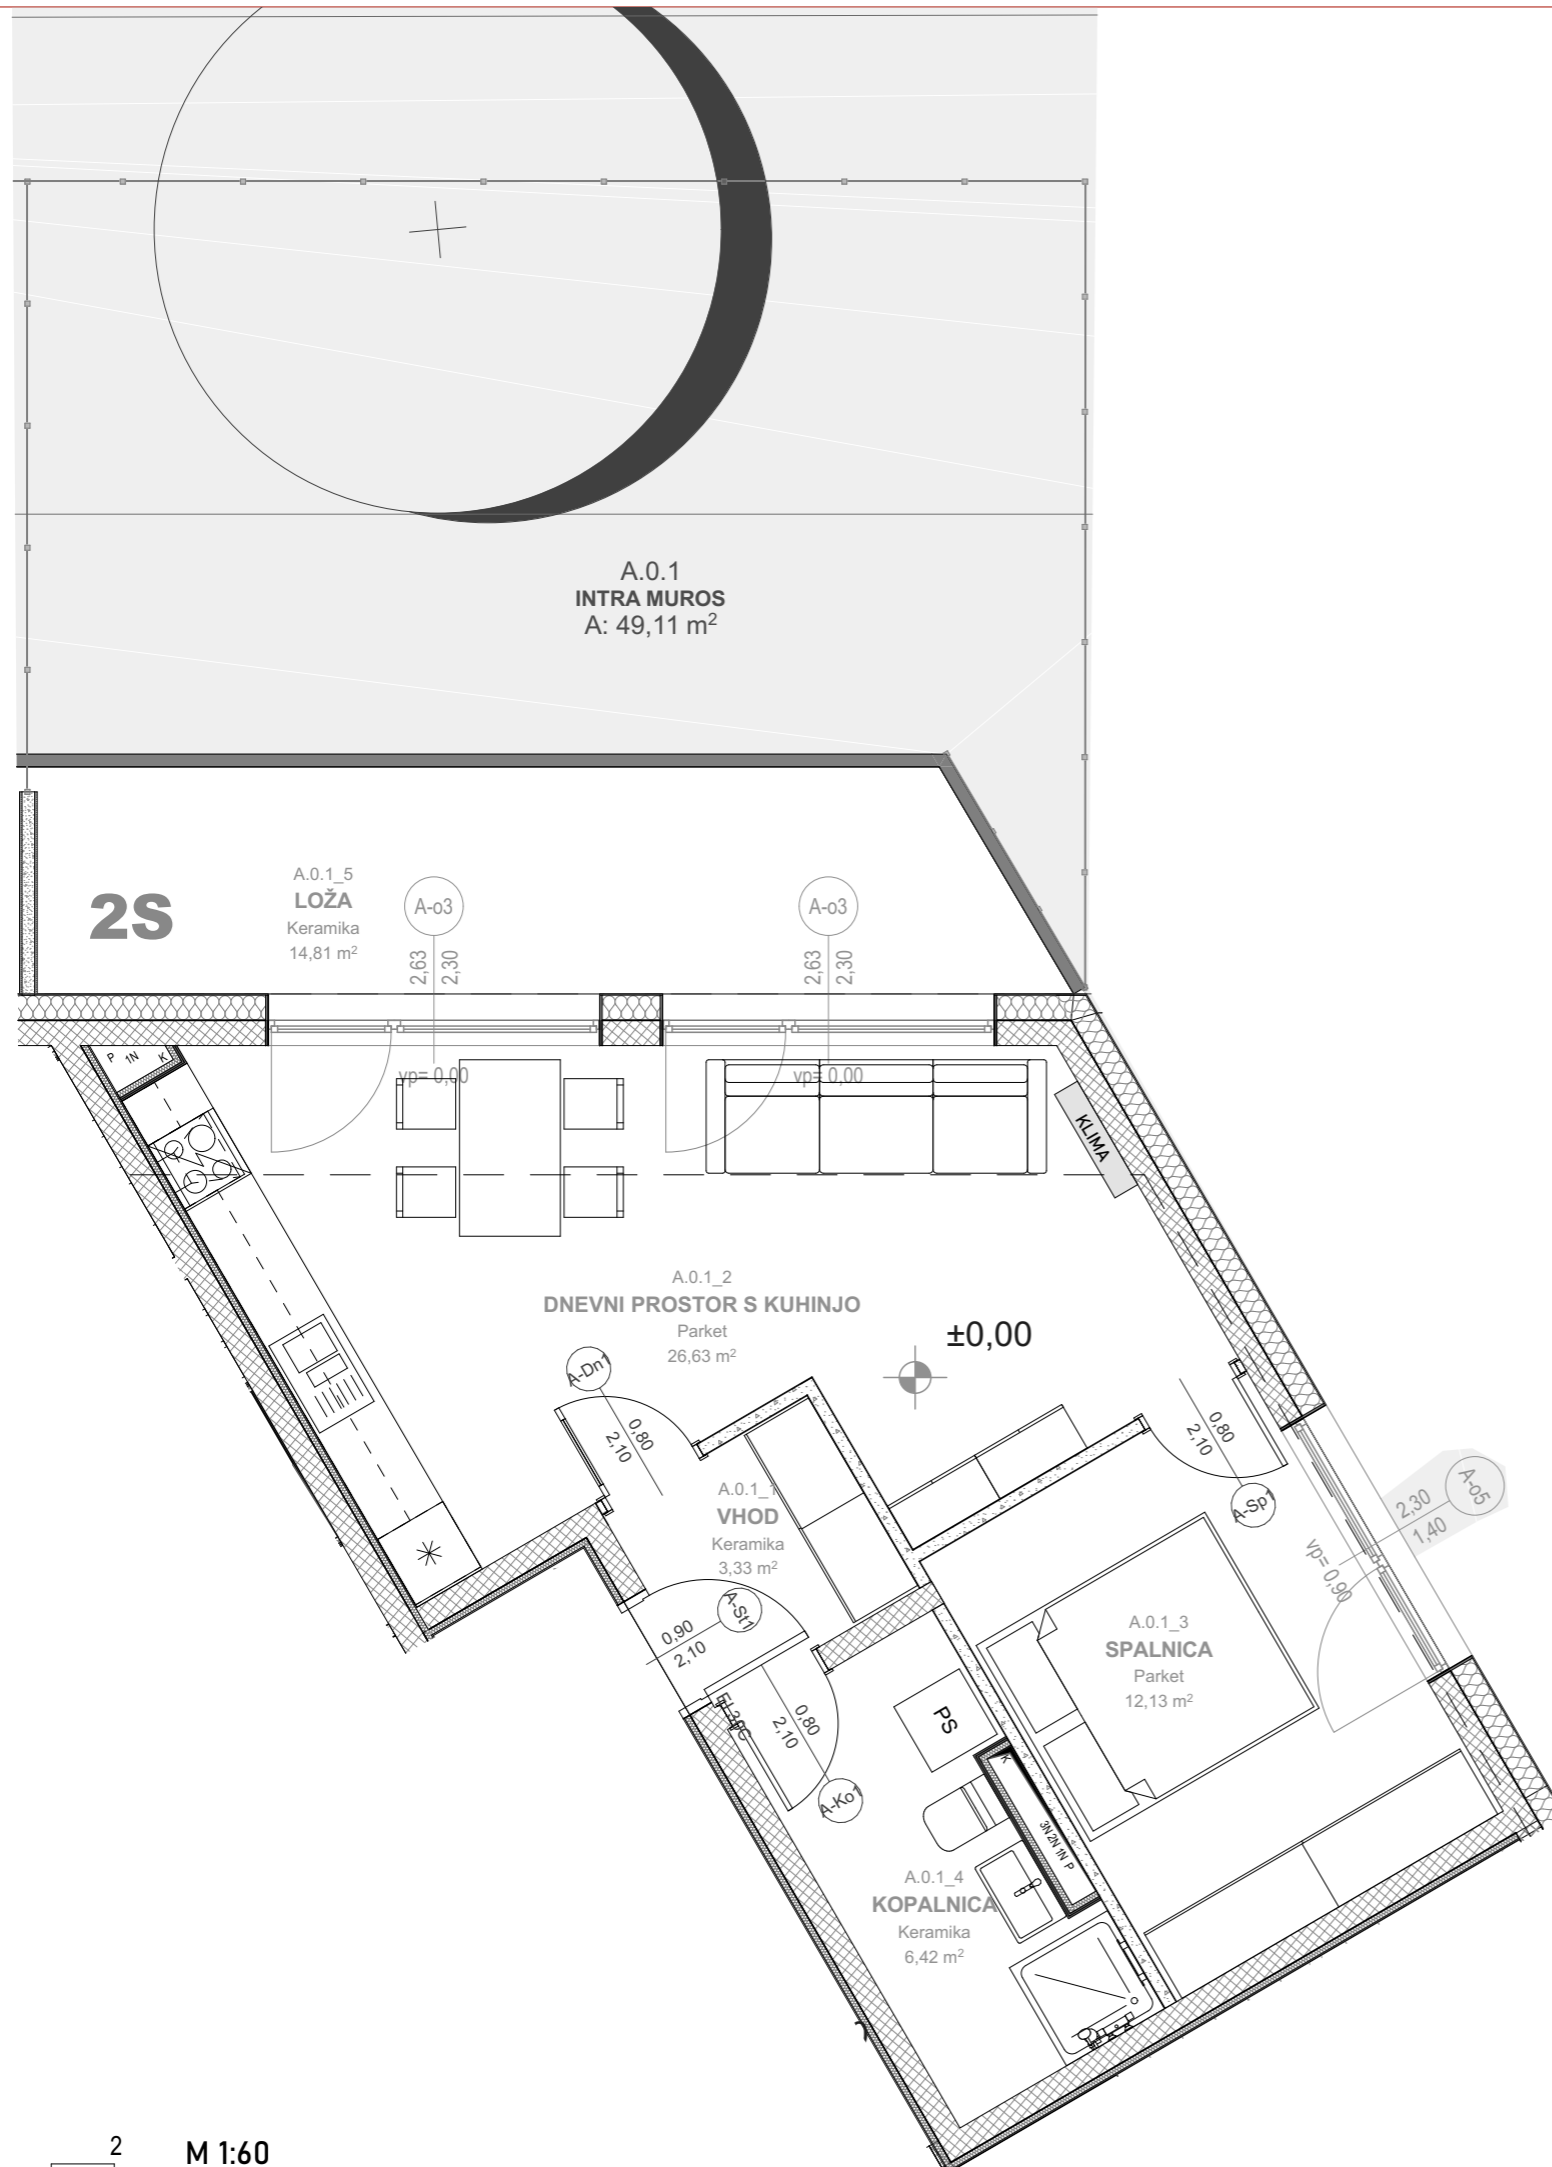 A.0.1
INTRA MUROS
A: 49,11 m²
2S
A.0.1_5
LOŽA
Keramika
14,81 m²
A-o3
2,63
2,30
A-o3
2,63
2,30
P 1N K
vp= 0,00
vp= 0,00
KLIMA
A.0.1_2
DNEVNI PROSTOR S KUHINJO
Parket
26,63 m²
±0,00
A-Dn1
0,80
2,10
0,80
2,10
A-Sp1
A.0.1_1
VHOD
Keramika
3,33 m²
A-o5
2,30
1,40
vp= 0,90
A-St1
0,90
2,10
A.0.1_3
SPALNICA
Parket
12,13 m²
EI 30C
0,80
2,10
A-Ko1
PS
K
3N 2N 1N P
A.0.1_4
KOPALNICA
Keramika
6,42 m²
2
M 1:60